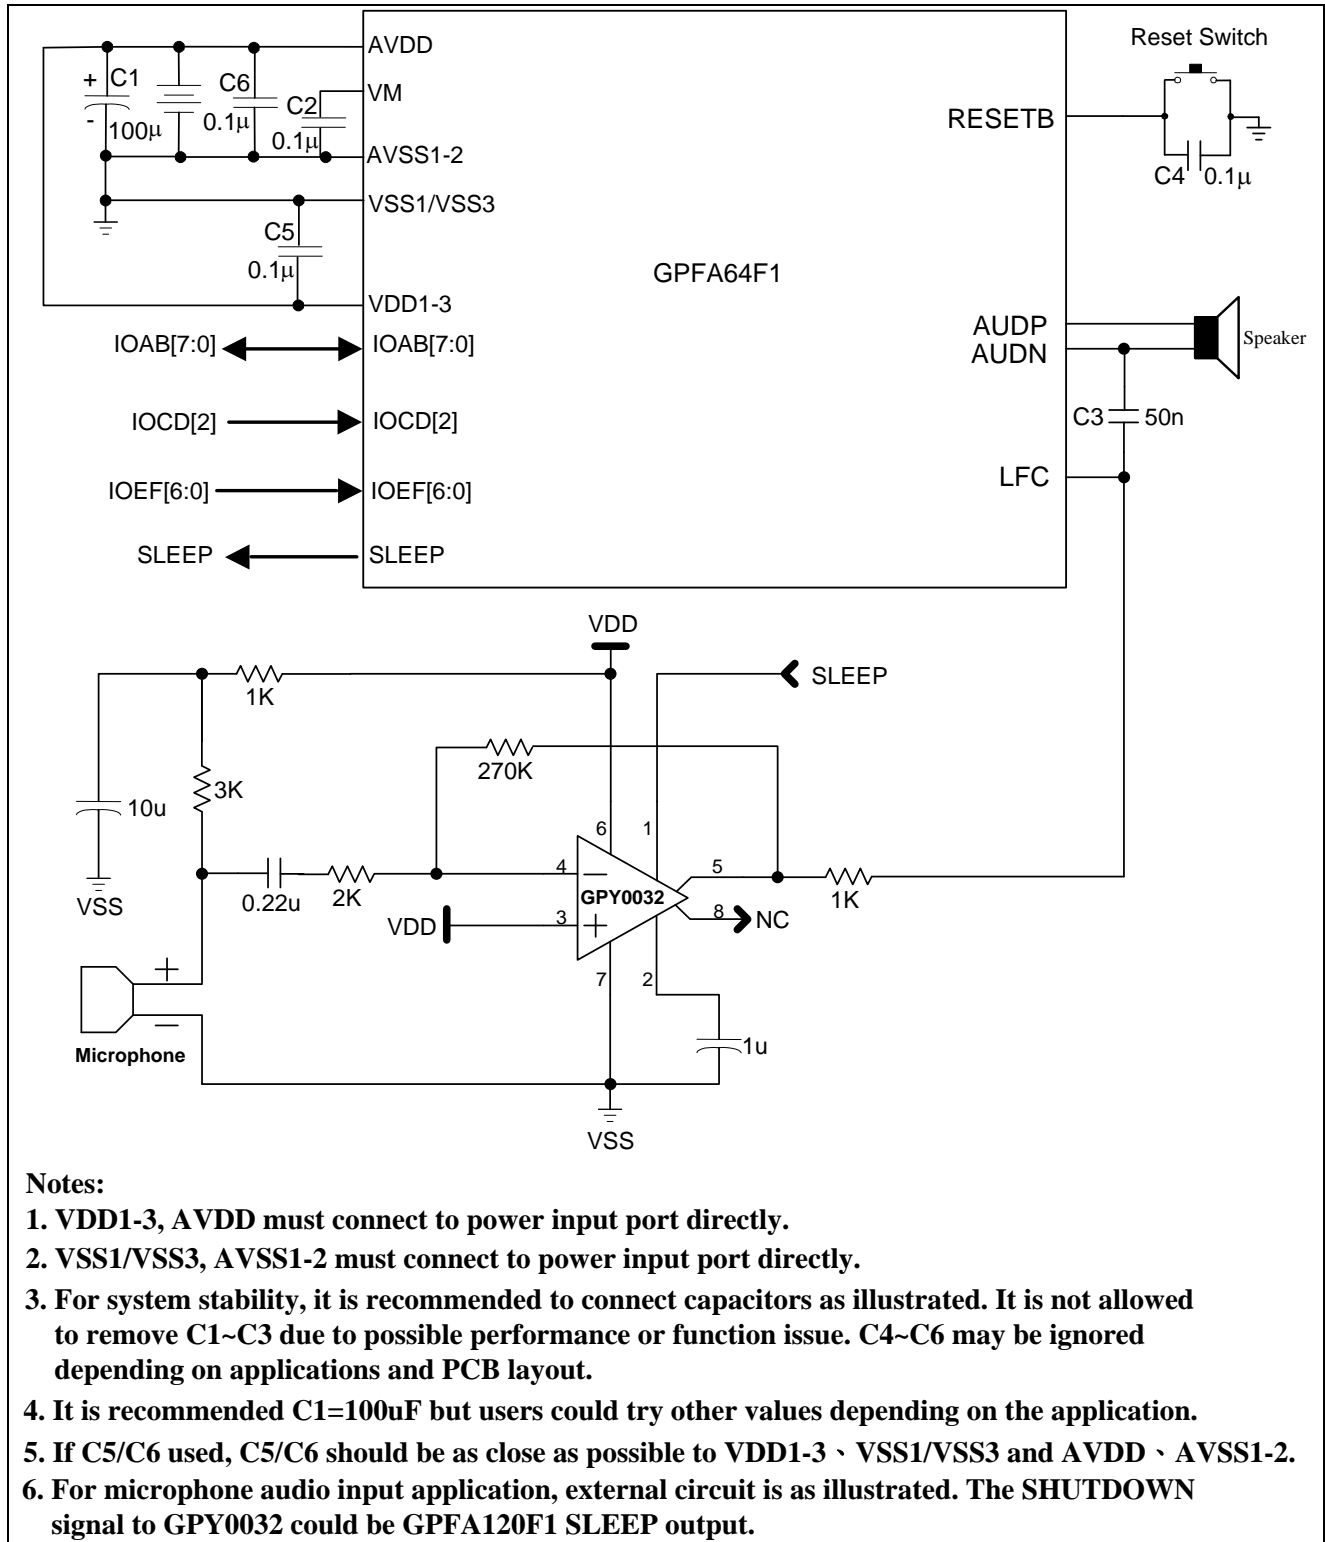 AVDD
Reset Switch
+ C1
C6
VM
C2
- 100μ
0.1μ
0.1μ
RESETB
AVSS1-2
C4 0.1μ
VSS1/VSS3
C5
0.1μ
GPFA64F1
VDD1-3
AUDP
Speaker
IOAB[7:0] IOAB[7:0]
AUDN
C3 50n
IOCD[2] IOCD[2]
LFC
IOEF[6:0] IOEF[6:0]
SLEEP SLEEP
VDD
SLEEP
1K
270K
3K
10u
6 1
4
5
VSS
0.22u
2K
−
GPY0032
1K
VDD
3
+
8
NC
+
7 2
−
Microphone
1u
VSS
Notes:
1. VDD1-3, AVDD must connect to power input port directly.
2. VSS1/VSS3, AVSS1-2 must connect to power input port directly.
3. For system stability, it is recommended to connect capacitors as illustrated. It is not allowed
to remove C1~C3 due to possible performance or function issue. C4~C6 may be ignored
depending on applications and PCB layout.
4. It is recommended C1=100uF but users could try other values depending on the application.
5. If C5/C6 used, C5/C6 should be as close as possible to VDD1-3、VSS1/VSS3 and AVDD、AVSS1-2.
6. For microphone audio input application, external circuit is as illustrated. The SHUTDOWN
signal to GPY0032 could be GPFA120F1 SLEEP output.